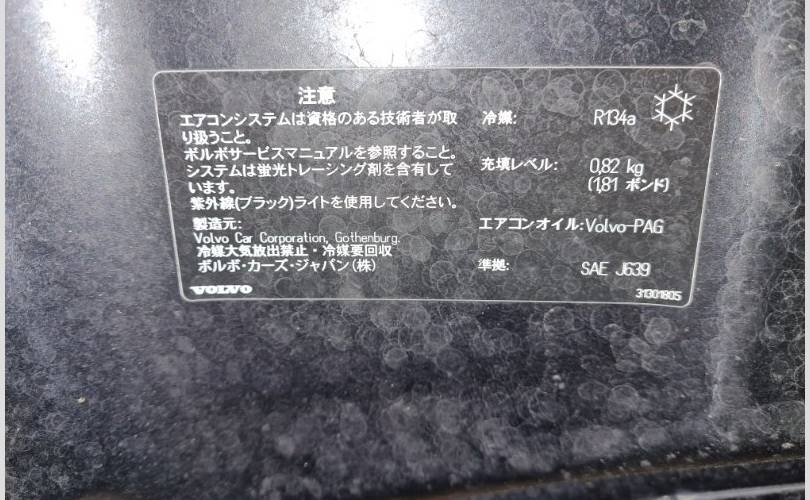 注意
エアコンシステムは資格のある技術者が取
り扱うこと。
ボルボサービスマニュアルを参照すること。
システムは蛍光トレーシング剤を含有して
います。
紫外線(ブラック)ライトを使用してください。
製造元:
Volvo Car Corporation, Gothenburg.
冷媒大気放出禁止・冷媒要回収
ボルボ・カーズ・ジャパン(株)
VOLVO
冷媒: R134a
充填レベル: 0,82 kg
(1,81 ポンド)
エアコンオイル:Volvo-PAG
準拠: SAE J639
31301805